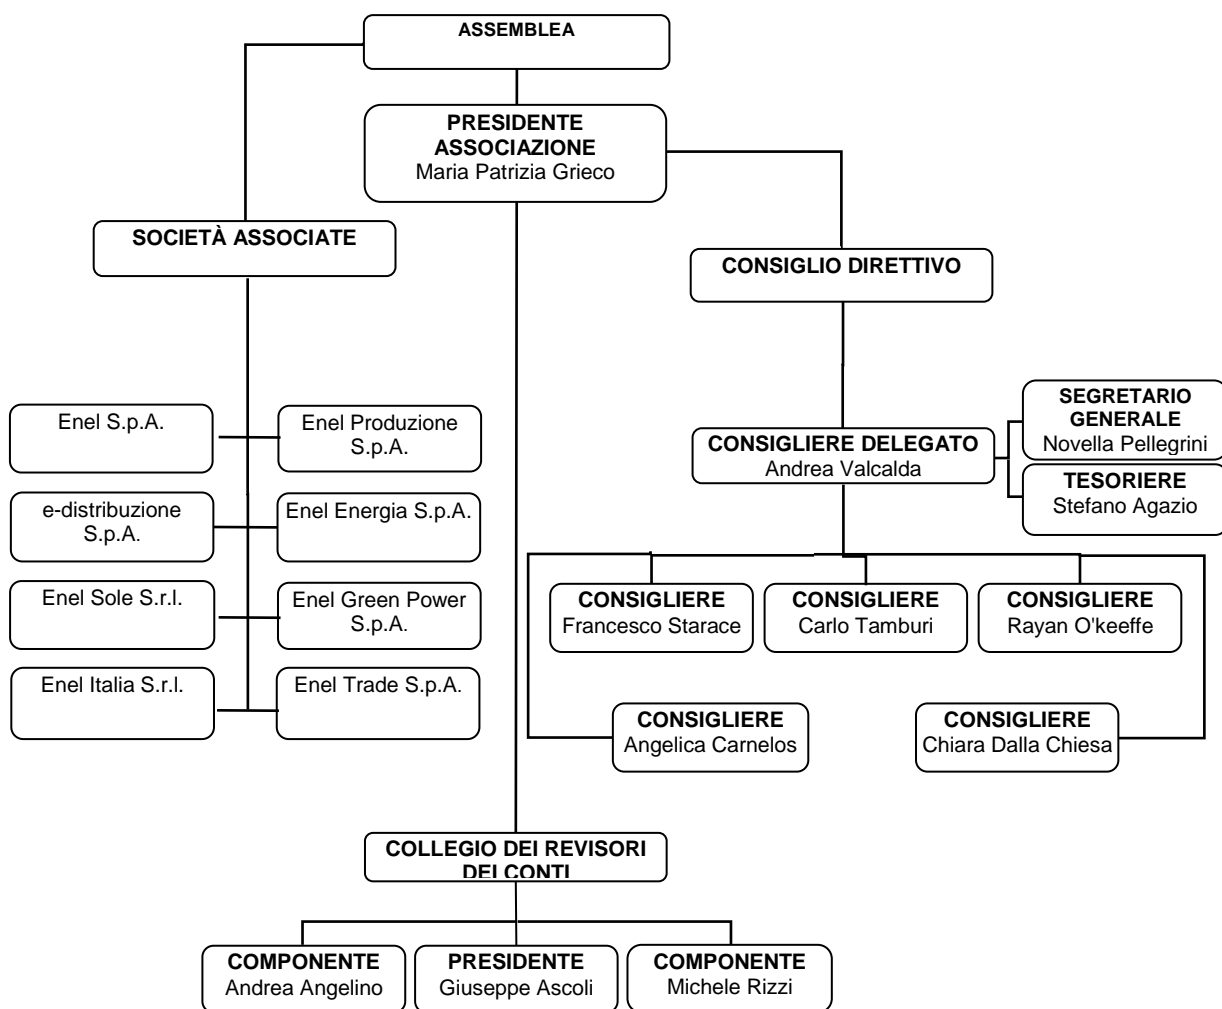 ASSEMBLEA
PRESIDENTE
ASSOCIAZIONE
Maria Patrizia Grieco
SOCIETÀ ASSOCIATE
CONSIGLIO DIRETTIVO
Enel S.p.A.
Enel Produzione
S.p.A.
e-distribuzione
S.p.A.
Enel Energia S.p.A.
Enel Sole S.r.l.
Enel Green Power
S.p.A.
Enel Italia S.r.l.
Enel Trade S.p.A.
CONSIGLIERE DELEGATO
Andrea Valcalda
SEGRETARIO
GENERALE
Novella Pellegrini
TESORIERE
Stefano Agazio
CONSIGLIERE
Francesco Starace
CONSIGLIERE
Carlo Tamburi
CONSIGLIERE
Rayan O'keeffe
CONSIGLIERE
Angelica Carnelos
CONSIGLIERE
Chiara Dalla Chiesa
COLLEGIO DEI REVISORI
DEI CONTI
COMPONENTE
Andrea Angelino
PRESIDENTE
Giuseppe Ascoli
COMPONENTE
Michele Rizzi